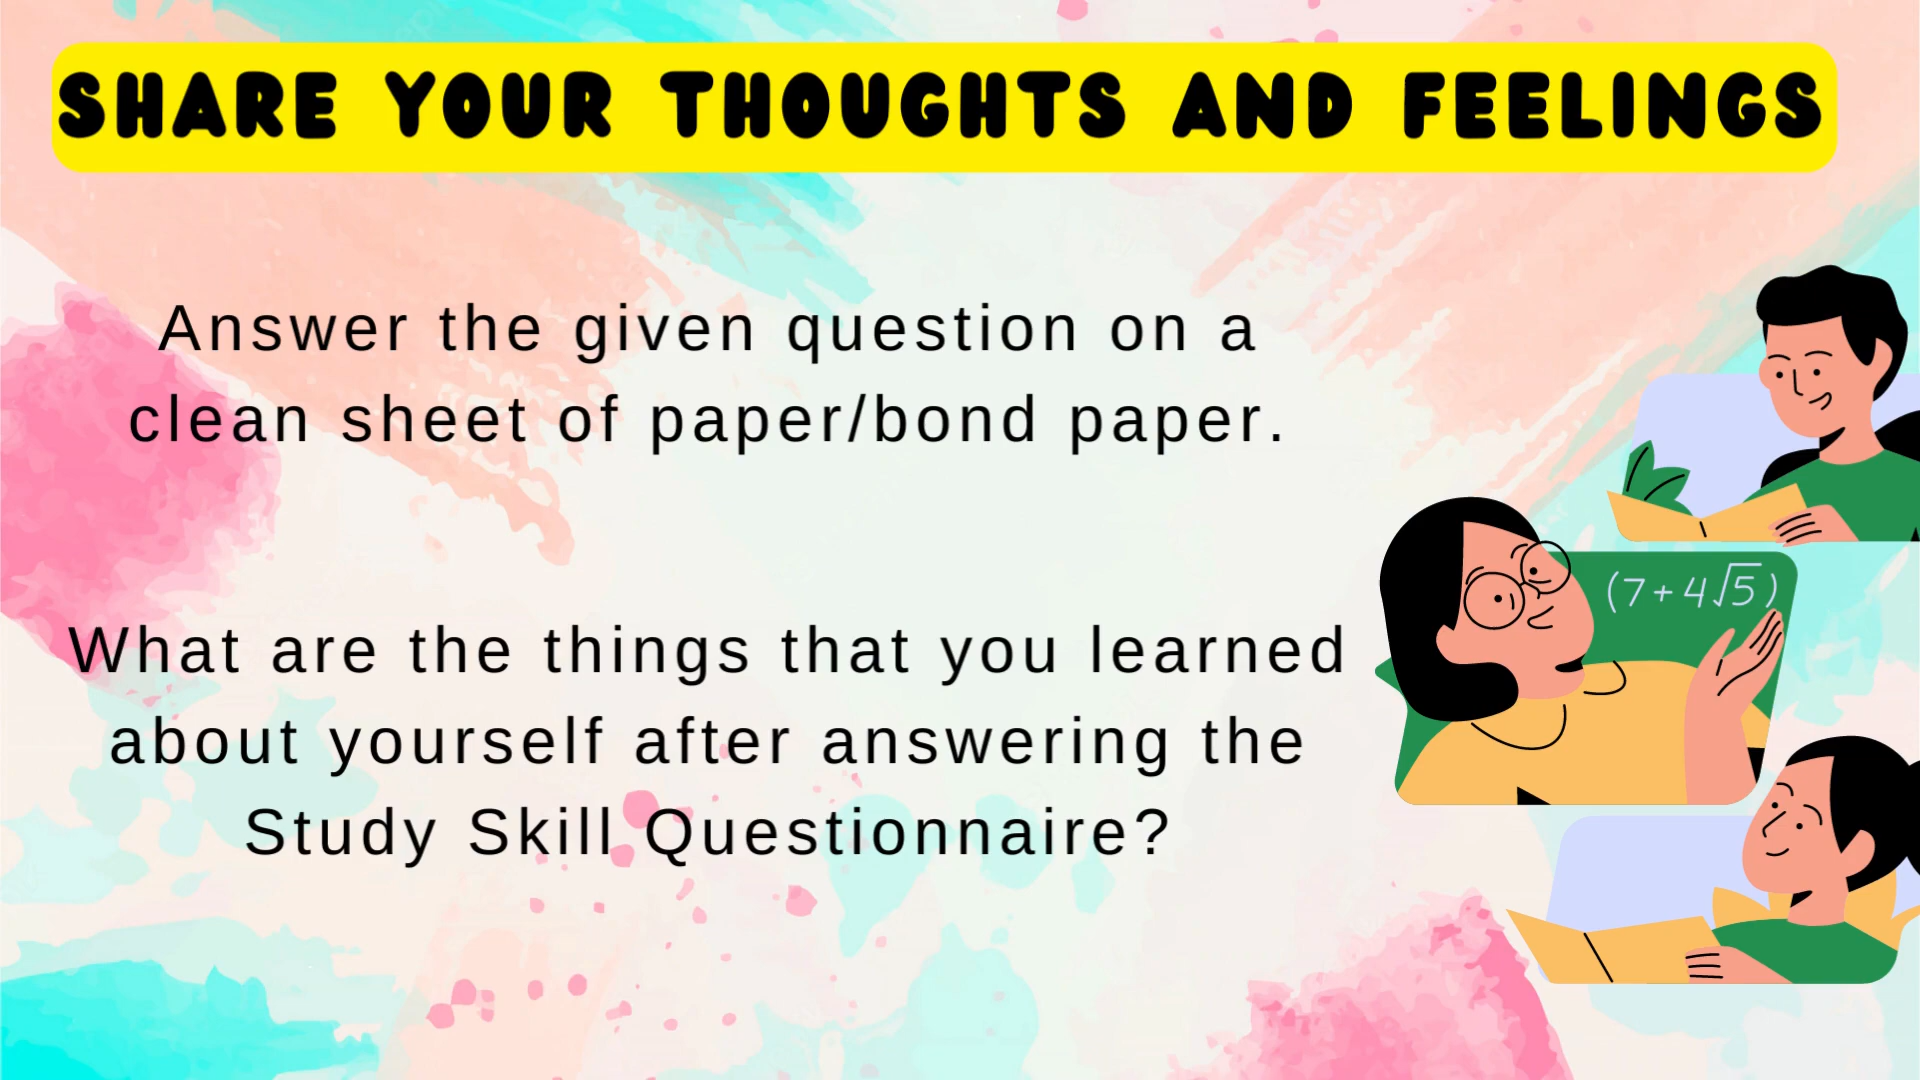 SHARE YOUR THOUGHTS AND FEELINGS
Answer the given question on a
clean sheet of paper/bond paper.
What are the things that you learned
about yourself after answering the
Study Skill Questionnaire?
(7+4√5)